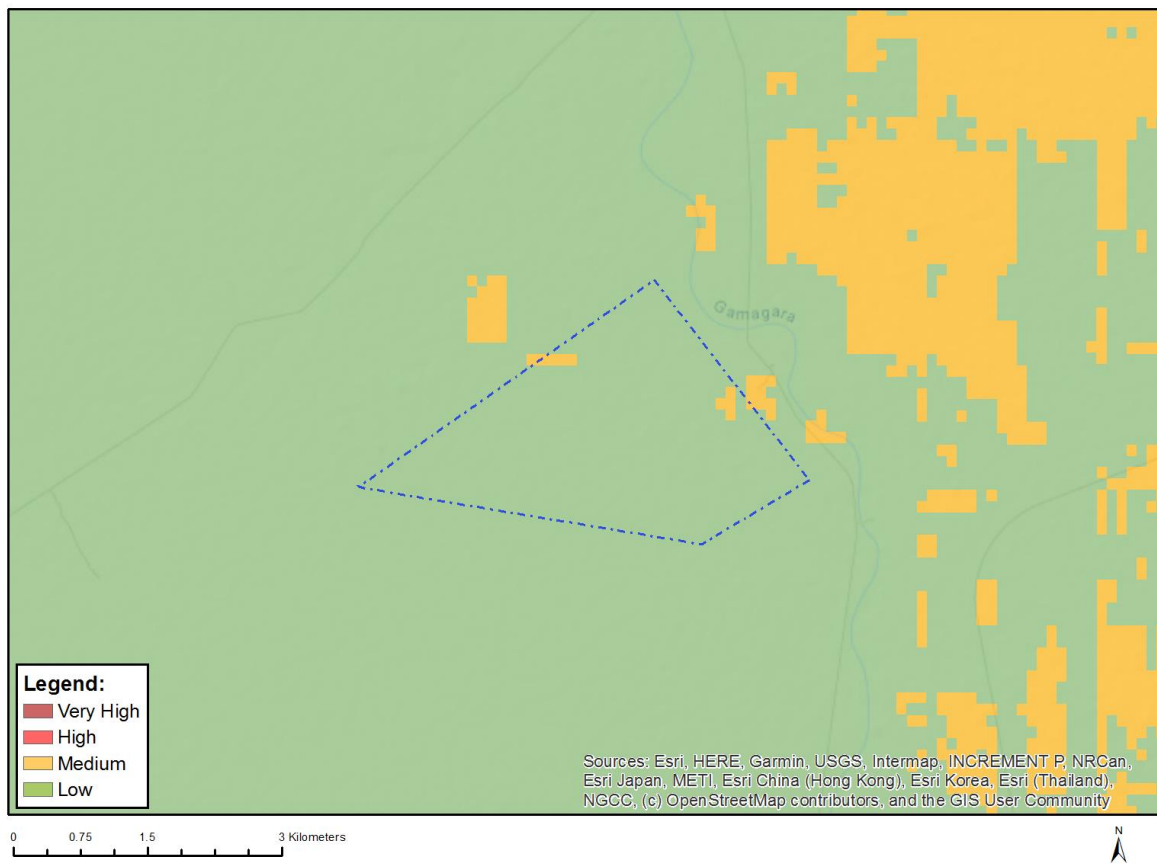 Gamagara
Legend:
Very High
High
Medium
Low
Sources: Esri, HERE, Garmin, USGS, Intermap, INCREMENT P, NRCan,
Esri Japan, METI, Esri China (Hong Kong), Esri Korea, Esri (Thailand),
NGCC, (c) OpenStreetMap contributors, and the GIS User Community
0 0.75 1.5 3 Kilometers
N